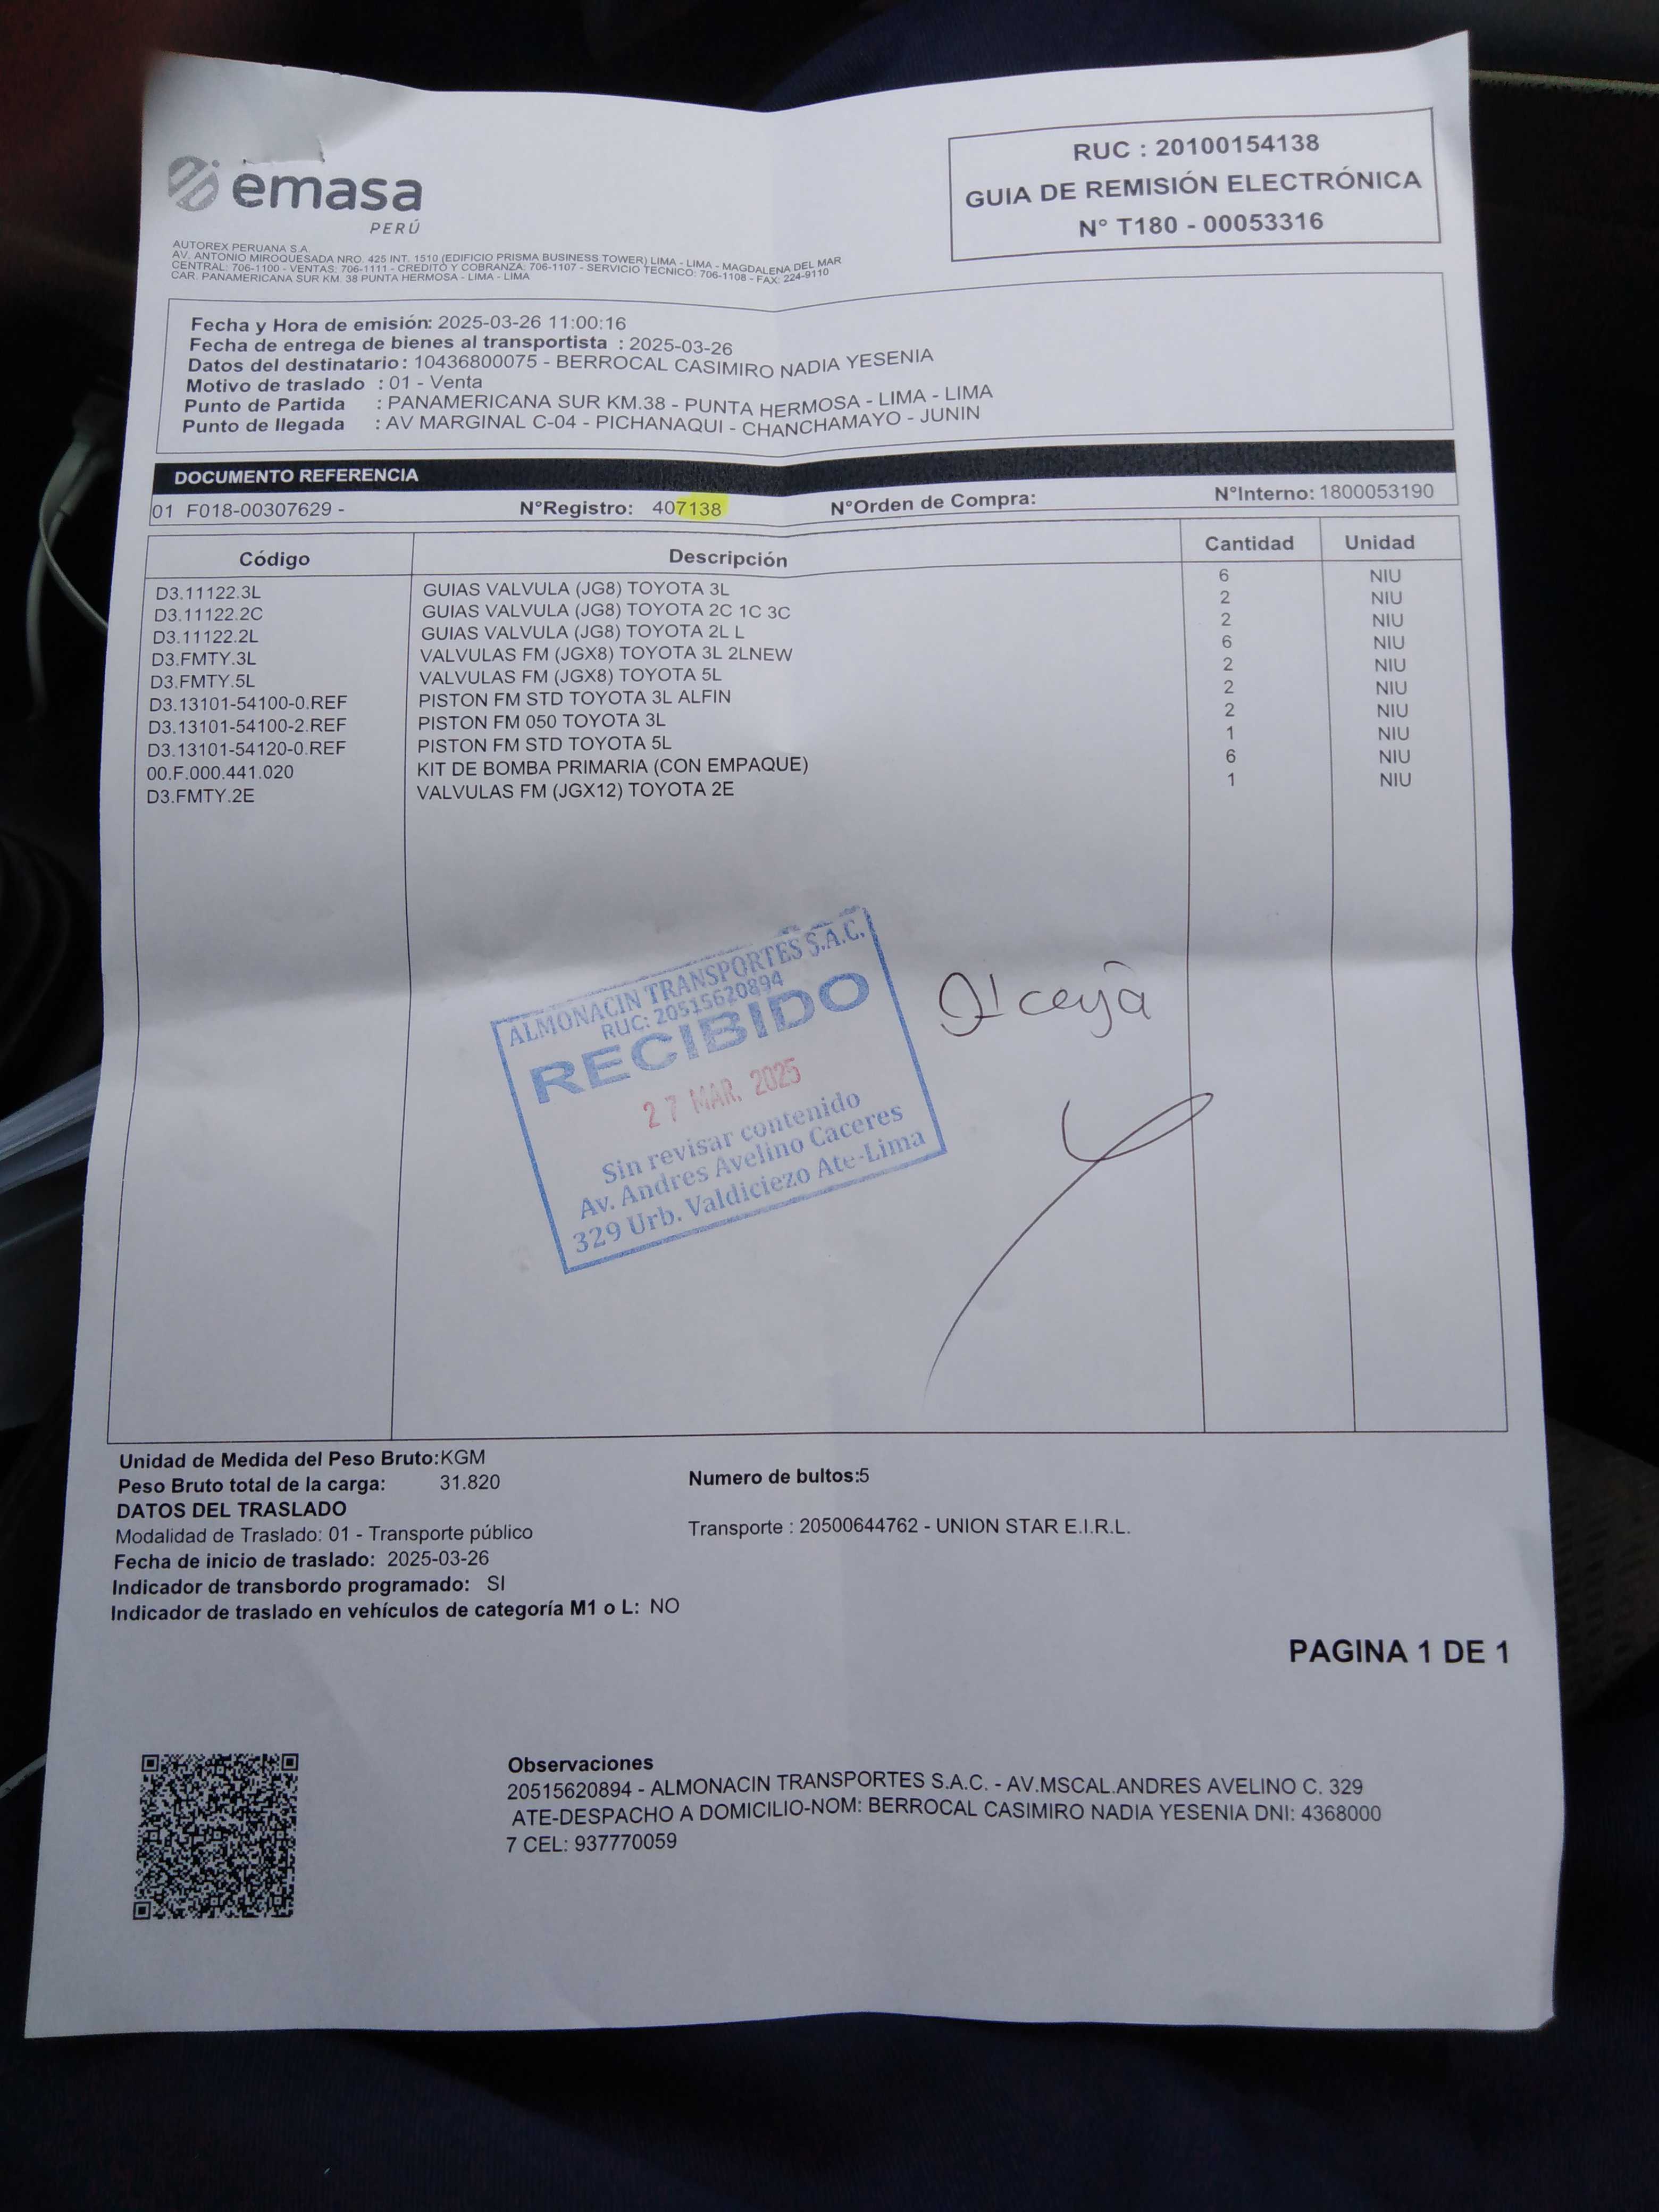 emasa
PERÚ
RUC : 20100154138
GUIA DE REMISIÓN ELECTRÓNICA
N° T180 - 00053316
AUTOREX PERUANA S.A.
AV. ANTONIO MIROQUESADA NRO. 425 INT. 1510 (EDIFICIO PRISMA BUSINESS TOWER) LIMA - LIMA - MAGDALENA DEL MAR
CENTRAL: 706-1100 - VENTAS: 706-1111 - CREDITO Y COBRANZA: 706-1107 - SERVICIO TECNICO: 706-1108 - FAX: 224-9110
CAR. PANAMERICANA SUR KM. 38 PUNTA HERMOSA - LIMA - LIMA
Fecha y Hora de emisión: 2025-03-26 11:00:16
Fecha de entrega de bienes al transportista : 2025-03-26
Datos del destinatario : 10436800075 - BERROCAL CASIMIRO NADIA YESENIA
Motivo de traslado : 01 - Venta
Punto de Partida : PANAMERICANA SUR KM.38 - PUNTA HERMOSA - LIMA - LIMA
Punto de llegada : AV MARGINAL C-04 - PICHANAQUI - CHANCHAMAYO - JUNIN
DOCUMENTO REFERENCIA
01 F018-00307629 - N°Registro: 407138 N°Orden de Compra: N°Interno: 1800053190
Código Descripción Cantidad Unidad
D3.11122.3L GUIAS VALVULA (JG8) TOYOTA 3L 6 NIU
D3.11122.2C GUIAS VALVULA (JG8) TOYOTA 2C 1C 3C 2 NIU
D3.11122.2L GUIAS VALVULA (JG8) TOYOTA 2L L 2 NIU
D3.FMTY.3L VALVULAS FM (JGX8) TOYOTA 3L 2LNEW 6 NIU
D3.FMTY.5L VALVULAS FM (JGX8) TOYOTA 5L 2 NIU
D3.13101-54100-0.REF PISTON FM STD TOYOTA 3L ALFIN 2 NIU
D3.13101-54100-2.REF PISTON FM 050 TOYOTA 3L 2 NIU
D3.13101-54120-0.REF PISTON FM STD TOYOTA 5L 1 NIU
00.F.000.441.020 KIT DE BOMBA PRIMARIA (CON EMPAQUE) 6 NIU
D3.FMTY.2E VALVULAS FM (JGX12) TOYOTA 2E 1 NIU
ALMONACIN TRANSPORTES S.A.C.
RUC: 20515620894
RECIBIDO
27 MAR. 2025
Sin revisar contenido
Av. Andres Avelino Caceres
329 Urb. Valdiciezo Ate-Lima
Unidad de Medida del Peso Bruto:KGM
Peso Bruto total de la carga: 31.820 Numero de bultos:5
DATOS DEL TRASLADO
Modalidad de Traslado: 01 - Transporte público Transporte : 20500644762 - UNION STAR E.I.R.L.
Fecha de inicio de traslado: 2025-03-26
Indicador de transbordo programado: SI
Indicador de traslado en vehículos de categoría M1 o L: NO
PAGINA 1 DE 1
Observaciones
20515620894 - ALMONACIN TRANSPORTES S.A.C. - AV.MSCAL.ANDRES AVELINO C. 329
ATE-DESPACHO A DOMICILIO-NOM: BERROCAL CASIMIRO NADIA YESENIA DNI: 4368000
7 CEL: 937770059